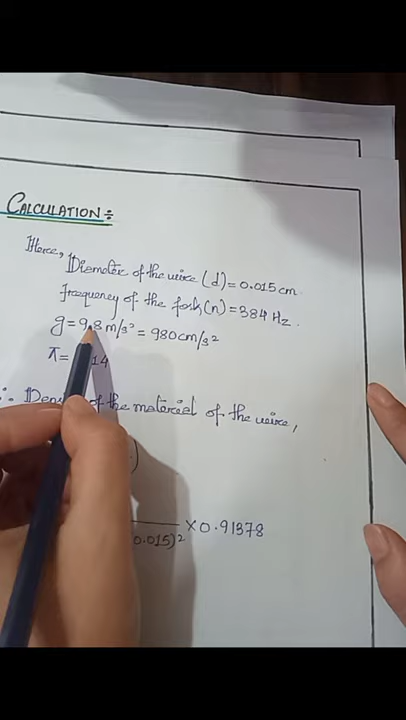 CALCULATION÷
Here,
Diameter of the wire (d) = 0.015 cm.
Frequency of the fork (n) = 384 Hz.
g = 9.8 m/s² = 980 cm/s²
π = 14
∴ of the material of the wire,
)
0.015)² × 0.91378